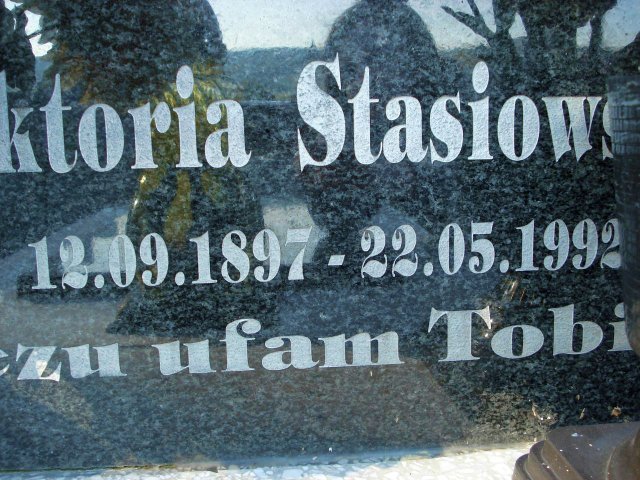 ktoria Stasiows
12.09.1897 - 22.05.1992
ezu ufam Tobi